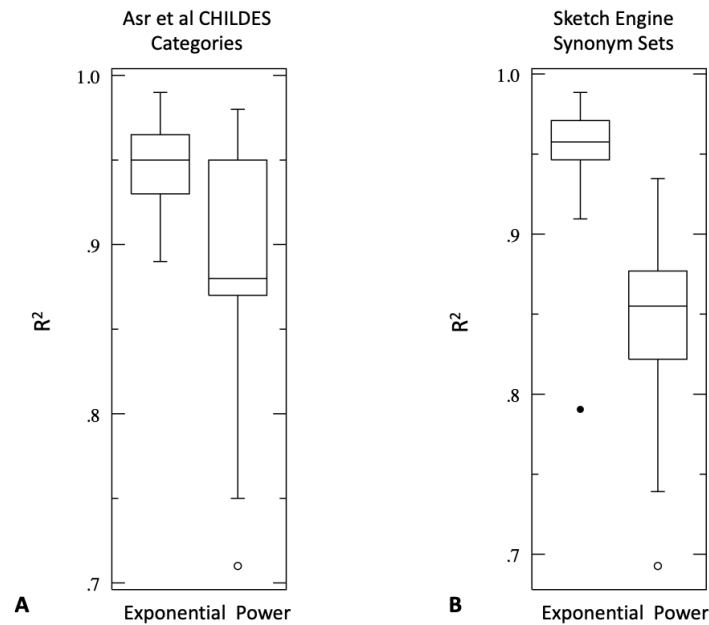 Asr et al CHILDES
Categories
1.0
.9
.8
.7
R²
A
Exponential Power
Sketch Engine
Synonym Sets
1.0
.9
.8
.7
R²
B
Exponential Power